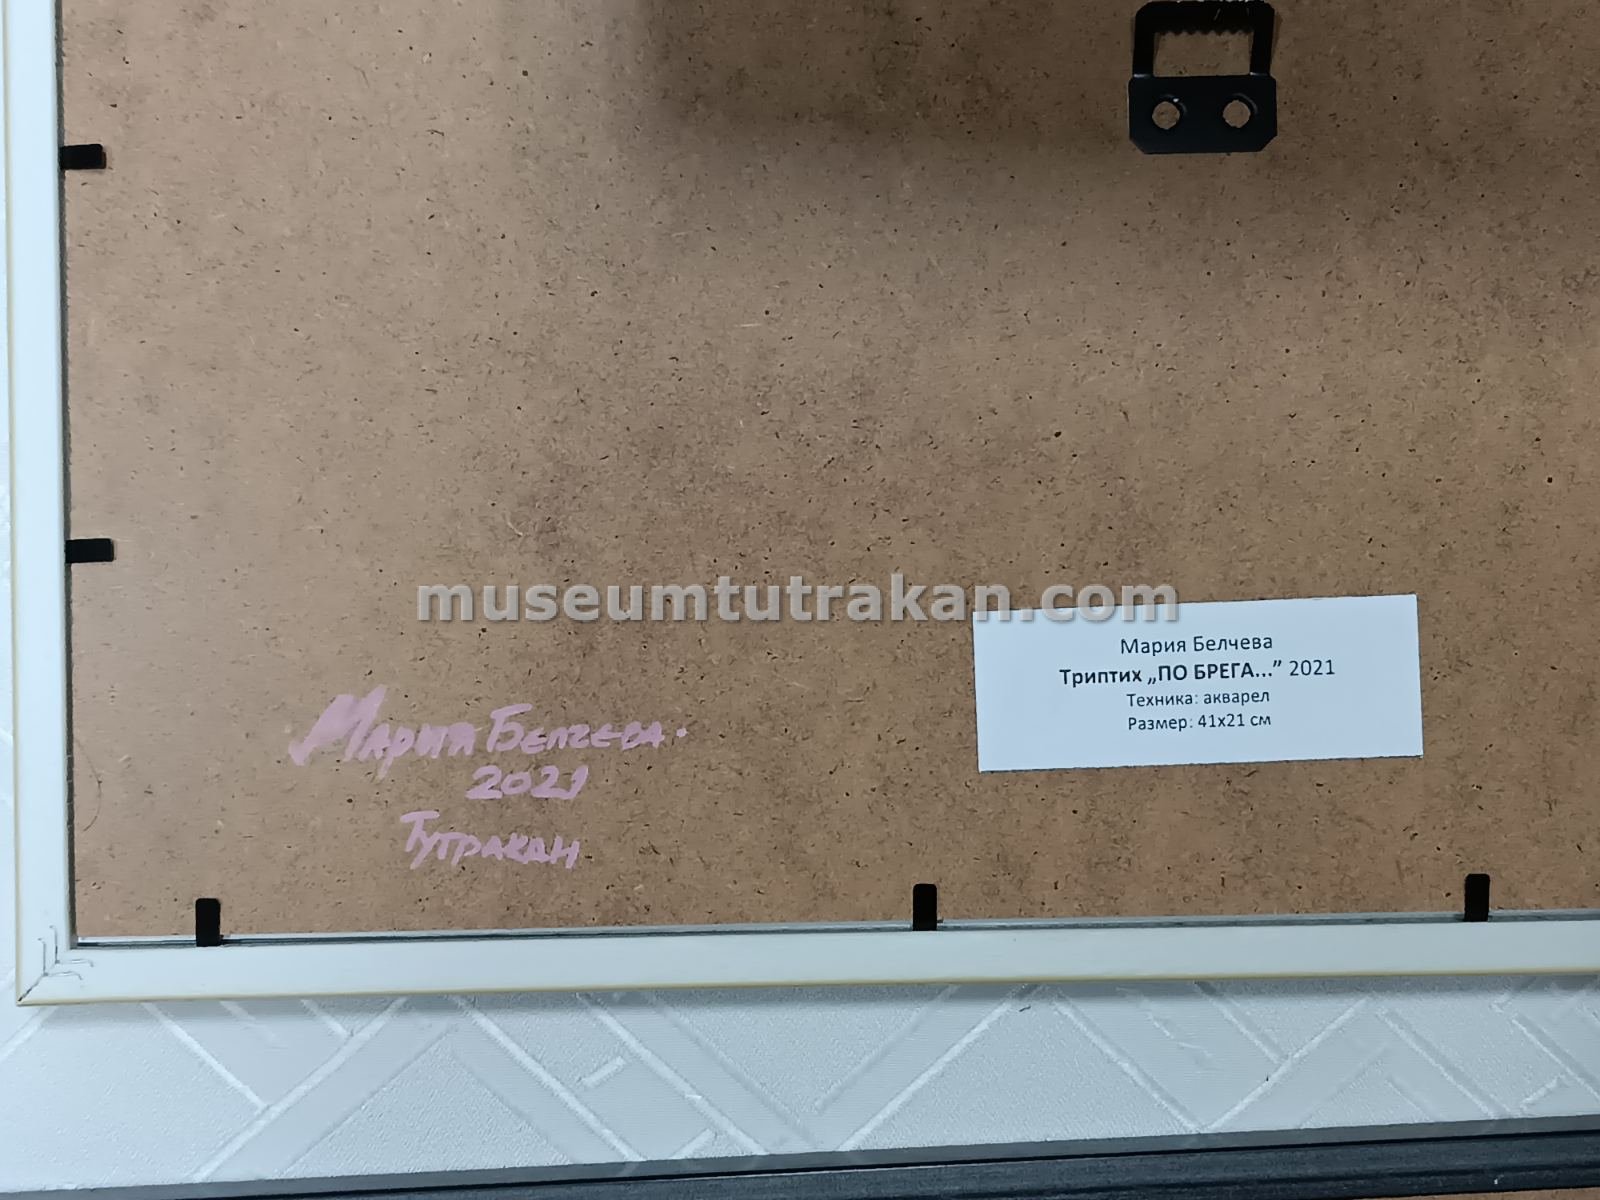 museumtutrakan.com
Мария Белчева
Триптих „ПО БРЕГА...” 2021
Техника: акварел
Размер: 41x21 см
Мария Белчева.
2021
Тутракан